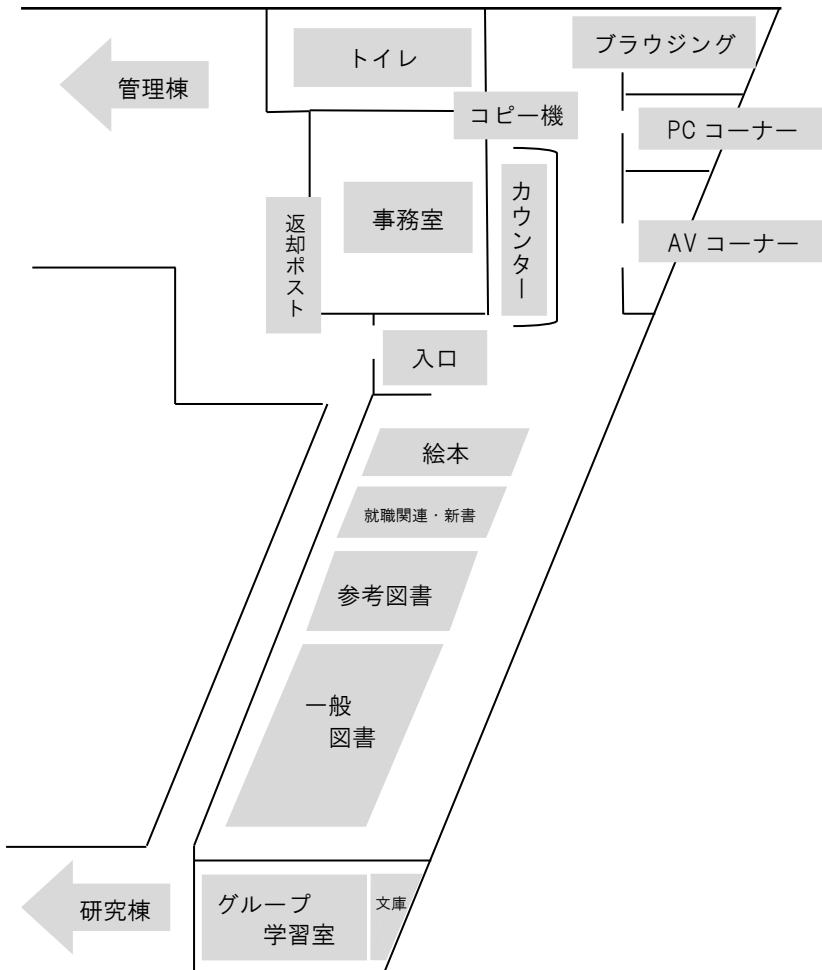 トイレ
ブラウジング
管理棟
コピー機
PC コーナー
カウンター
事務室
返却ポスト
AV コーナー
入口
絵本
就職関連・新書
参考図書
一般
図書
研究棟
グループ
学習室
文庫